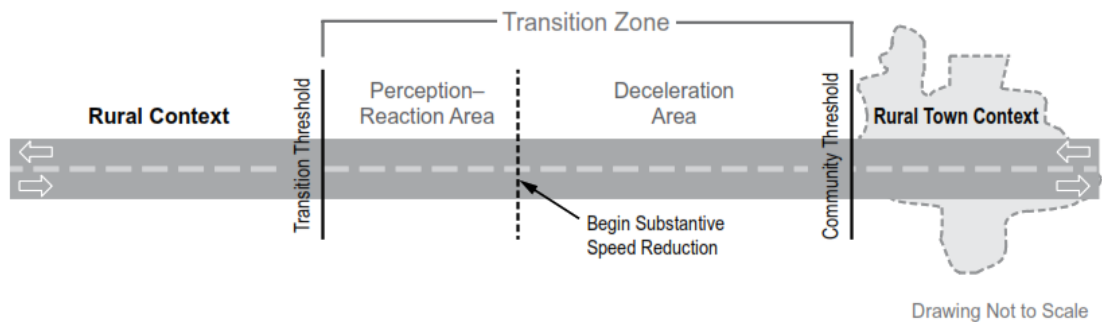 Transition Zone
Rural Context
Transition Threshold
Perception–
Reaction Area
Deceleration
Area
Community Threshold
Rural Town Context
Begin Substantive
Speed Reduction
Drawing Not to Scale